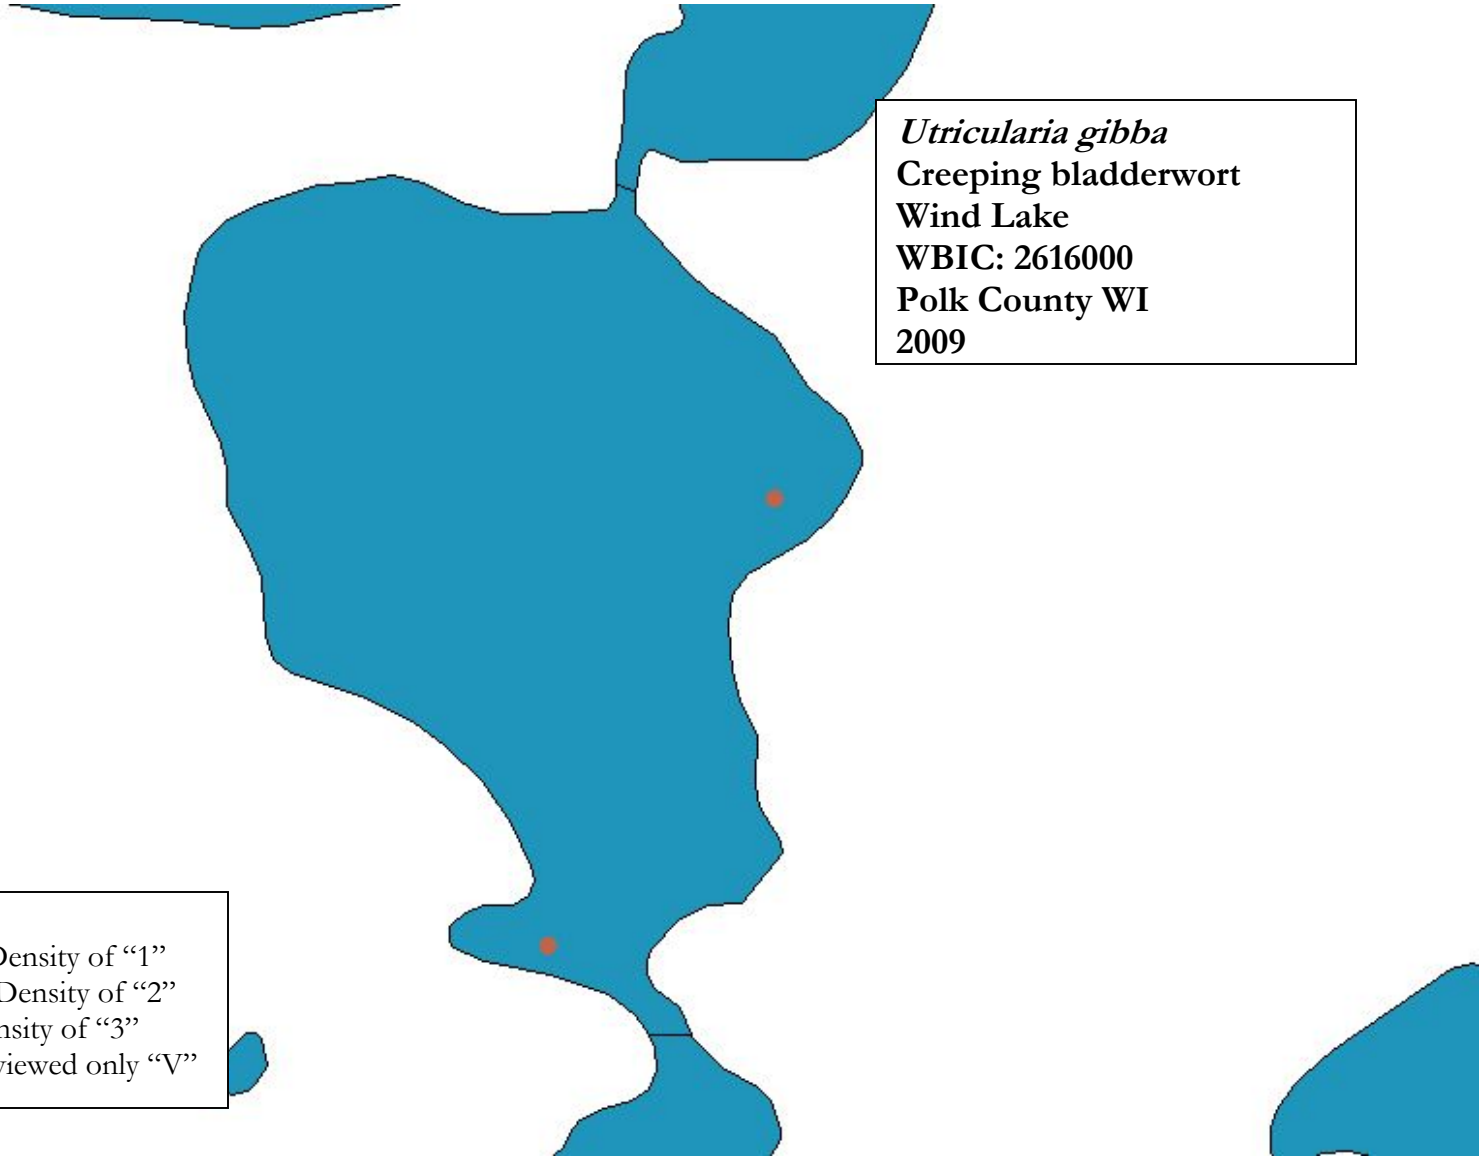 Utricularia gibba
Creeping bladderwort
Wind Lake
WBIC: 2616000
Polk County WI
2009
Density of “1”
Density of “2”
of “3”
viewed only “V”